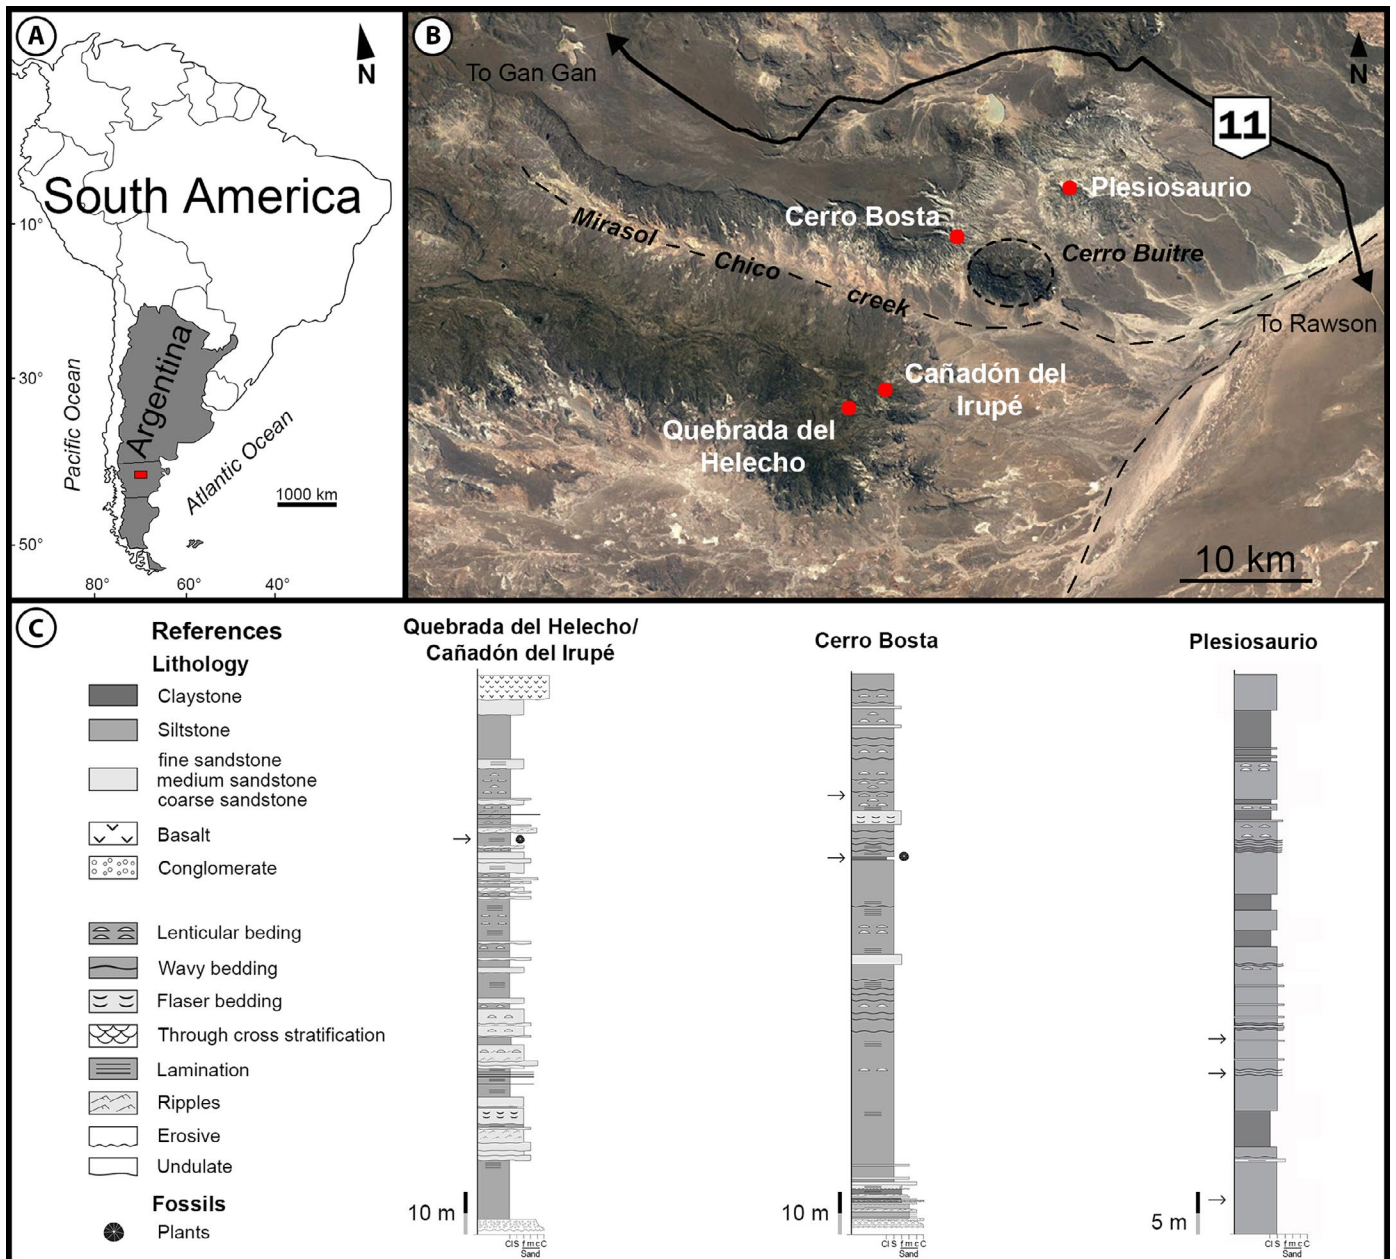 A
N
South America
10°
30°
50°
Argentina
Pacific Ocean
Atlantic Ocean
1000 km
80°
60°
40°
B
To Gan Gan
N
11
Plesiosaurio
Cerro Bosta
Mirasol Chico creek
Cerro Buitre
To Rawson
Cañadón del
Irupé
Quebrada del
Helecho
10 km
C
References
Lithology
Claystone
Siltstone
fine sandstone
medium sandstone
coarse sandstone
Basalt
Conglomerate
Lenticular beding
Wavy bedding
Flaser bedding
Through cross stratification
Lamination
Ripples
Erosive
Undulate
Fossils
Plants
Quebrada del Helecho/
Cañadón del Irupé
10 m
Cl S f m c C
Sand
Cerro Bosta
10 m
Cl S f m c C
Sand
Plesiosaurio
5 m
Cl S f m c C
Sand